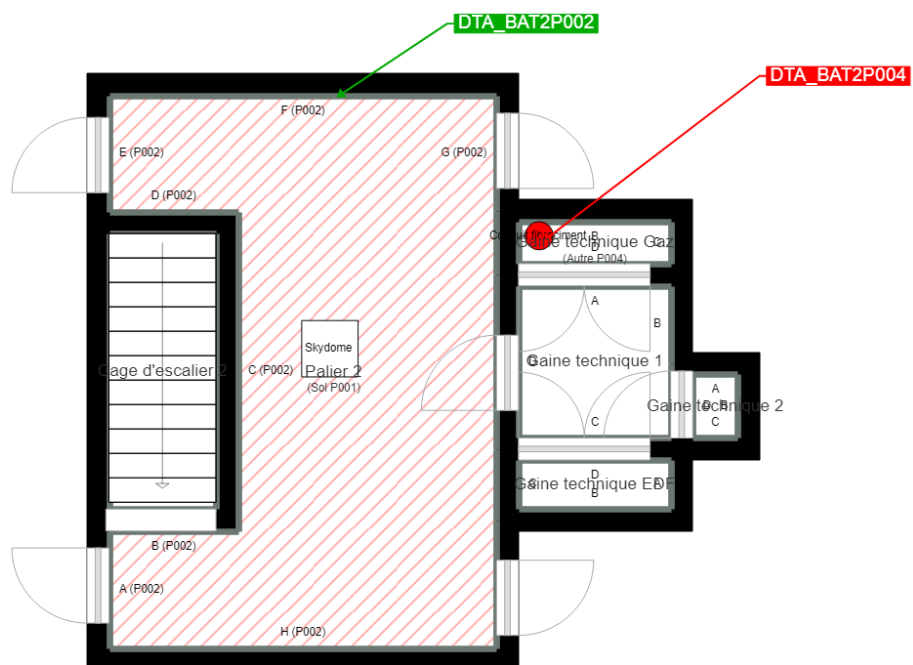 DTA_BAT2P002
DTA_BAT2P004
F (P002)
E (P002)
G (P002)
D (P002)
B
C
Gaine technique Gaz
D
(Autre P004)
A
B
Skydome
Cage d'escalier 2
C (P002)
Palier 2
(Sol P001)
Gaine technique 1
C
A
D B
C
Gaine technique 2
D
C
A
Gaine technique EDF
B
B (P002)
A (P002)
H (P002)